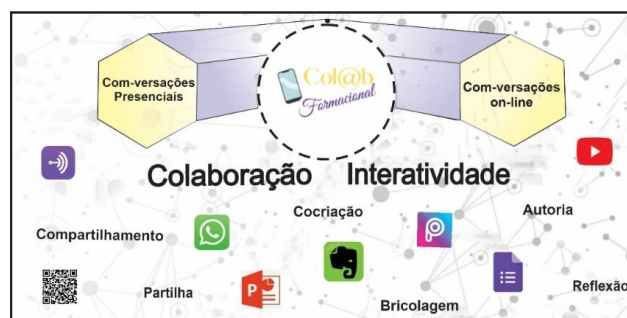 Com-versações
Presenciais
Col@b
Formacional
Com-versações
on-line
Colaboração
Interatividade
Cocriação
Autoria
Compartilhamento
Partilha
P
Bricolagem
Reflexão